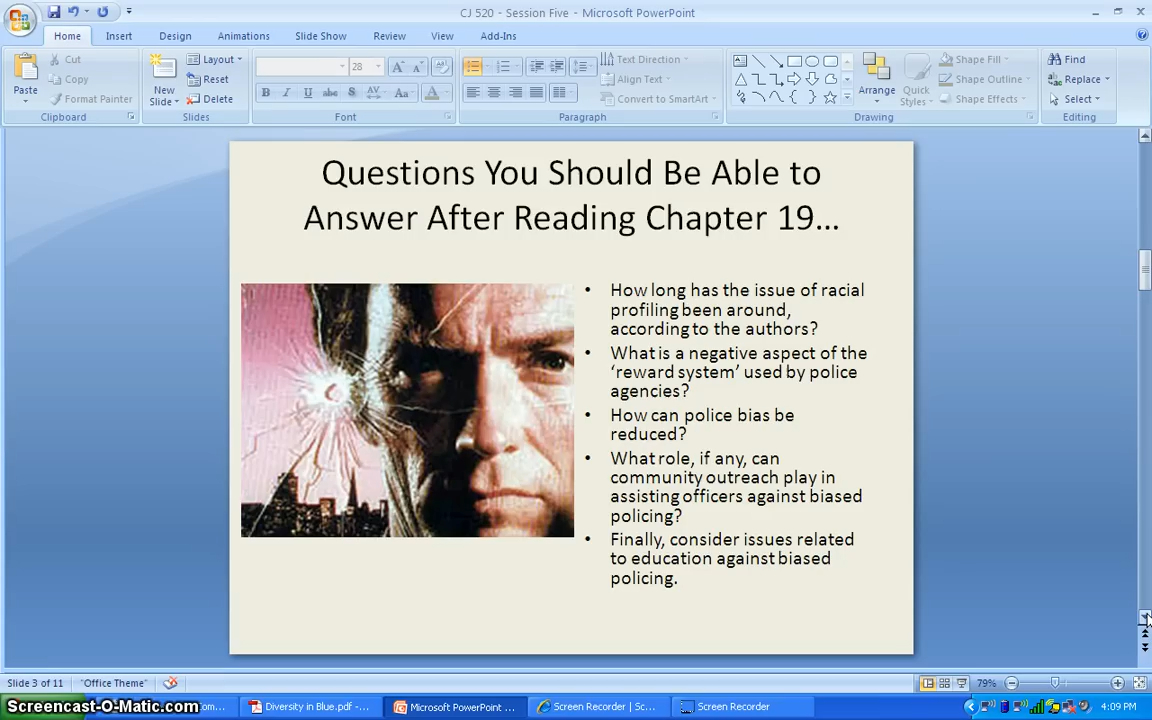 CJ 520 - Session Five - Microsoft PowerPoint
Home Insert Design Animations Slide Show Review View Add-Ins
Paste
Cut
Copy
Format Painter
New Slide
Layout
Reset
Delete
28
Text Direction
Align Text
Convert to SmartArt
Arrange
Quick Styles
Shape Fill
Shape Outline
Shape Effects
Find
Replace
Select
Clipboard Slides Font Paragraph Drawing Editing
Questions You Should Be Able to
Answer After Reading Chapter 19…
• How long has the issue of racial
profiling been around,
according to the authors?
• What is a negative aspect of the
‘reward system’ used by police
agencies?
• How can police bias be
reduced?
• What role, if any, can
community outreach play in
assisting officers against biased
policing?
• Finally, consider issues related
to education against biased
policing.
Slide 3 of 11 "Office Theme" 79%
Screencast-O-Matic.com Diversity in Blue.pdf - ... Microsoft PowerPoint ... Screen Recorder | Sc... Screen Recorder 4:09 PM